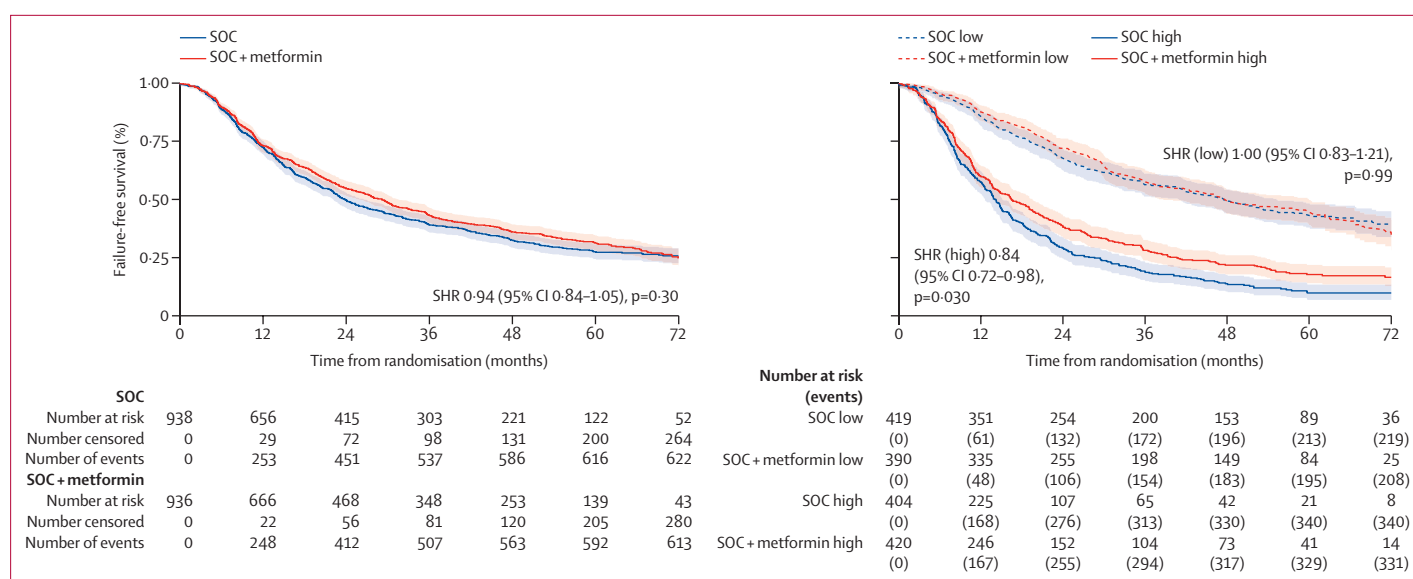 SOC
SOC + metformin
1·00
0·75
0·50
0·25
0
Failure-free survival (%)
SHR 0·94 (95% CI 0·84–1·05), p=0·30
0 12 24 36 48 60 72
Time from randomisation (months)
SOC
Number at risk 938 656 415 303 221 122 52
Number censored 0 29 72 98 131 200 264
Number of events 0 253 451 537 586 616 622
SOC + metformin
Number at risk 936 666 468 348 253 139 43
Number censored 0 22 56 81 120 205 280
Number of events 0 248 412 507 563 592 613
SOC low SOC high
SOC + metformin low SOC + metformin high
SHR (low) 1·00 (95% CI 0·83–1·21),
p=0·99
SHR (high) 0·84
(95% CI 0·72–0·98),
p=0·030
0 12 24 36 48 60 72
Time from randomisation (months)
Number at risk
(events)
SOC low 419 351 254 200 153 89 36
(0) (61) (132) (172) (196) (213) (219)
SOC + metformin low 390 335 255 198 149 84 25
(0) (48) (106) (154) (183) (195) (208)
SOC high 404 225 107 65 42 21 8
(0) (168) (276) (313) (330) (340) (340)
SOC + metformin high 420 246 152 104 73 41 14
(0) (167) (255) (294) (317) (329) (331)